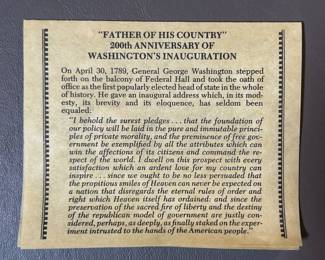 "FATHER OF HIS COUNTRY"
200th ANNIVERSARY OF
WASHINGTON'S INAUGURATION
On April 30, 1789, General George Washington stepped
forth on the balcony of Federal Hall and took the oath of
office as the first popularly elected head of state in the whole
of history. He gave an inaugural address which, in its mod-
esty, its brevity and its eloquence, has seldom been
equaled.
"I behold the surest pledges . . . that the foundation of
our policy will be laid in the pure and immutable princi-
ples of private morality, and the preminence of free gov-
ernment be exemplified by all the attributes which can
win the affections of its citizens and command the re-
spect of the world. I dwell on this prospect with every
satisfaction which an ardent love for my country can
inspire . . . since we ought to be no less persuaded that
the propitious smiles of Heaven can never be expected on
a nation that disregards the eternal rules of order and
right which Heaven itself has ordained: and since the
preservation of the sacred fire of liberty and the destiny
of the republican model of government are justly con-
sidered, perhaps, as deeply, as finally staked on the exper-
iment intrusted to the hands of the American people."